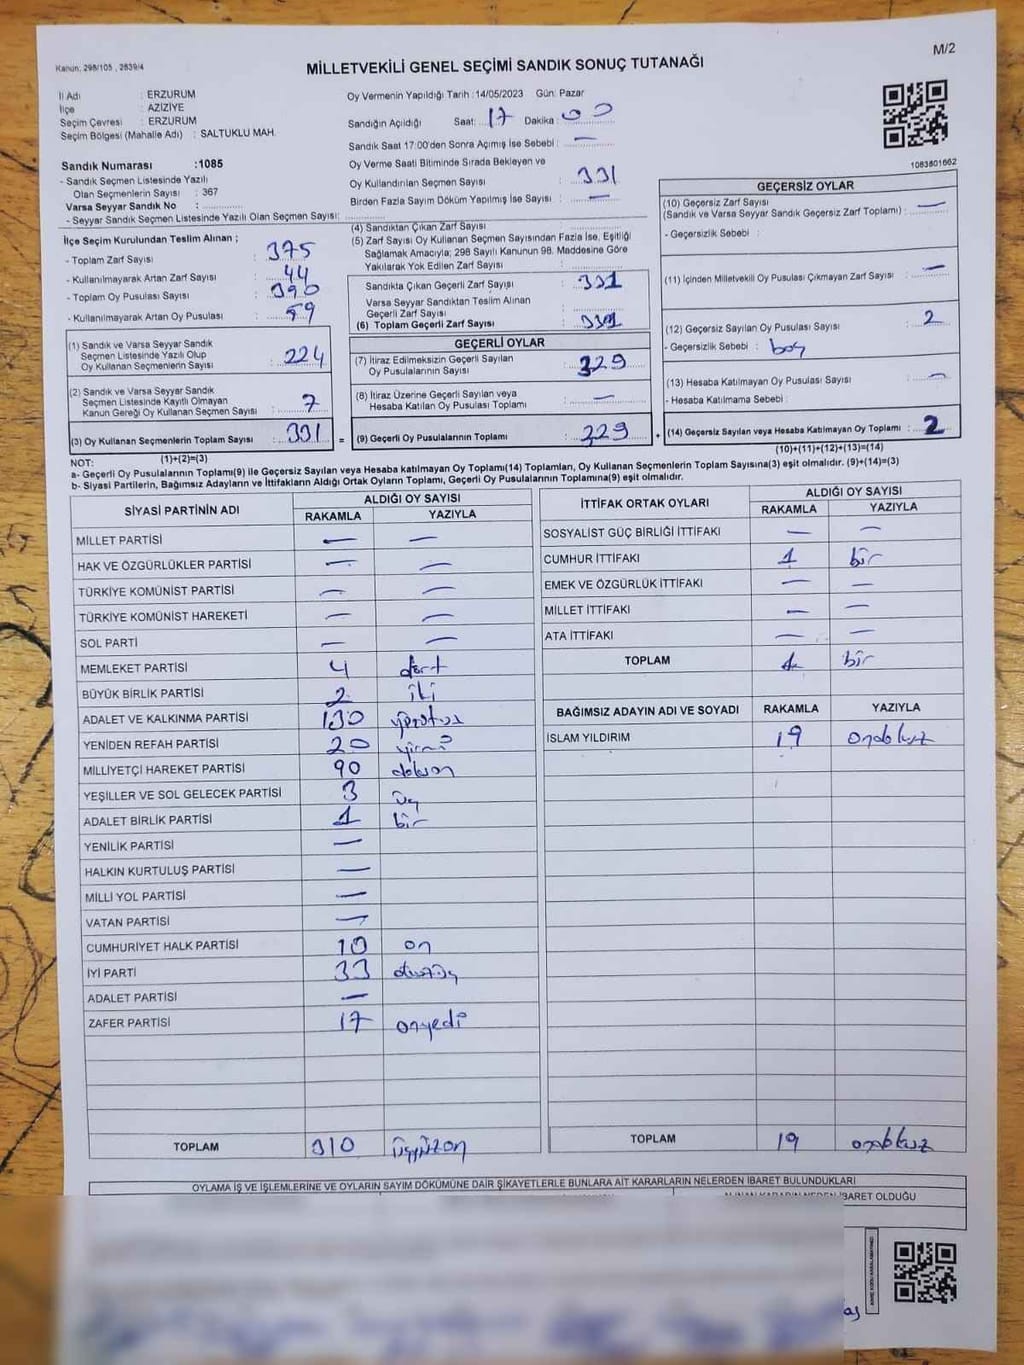 Kanun: 298/105 , 2839/4
M/2
MİLLETVEKİLİ GENEL SEÇİMİ SANDIK SONUÇ TUTANAĞI
İl Adı : ERZURUM
İlçe : AZİZİYE
Seçim Çevresi : ERZURUM
Seçim Bölgesi (Mahalle Adı) : SALTUKLU MAH.
Sandık Numarası :1085
- Sandık Seçmen Listesinde Yazılı
Olan Seçmenlerin Sayısı : 367
Varsa Seyyar Sandık No :
- Seyyar Sandık Seçmen Listesinde Yazılı Olan Seçmen Sayısı:
Oy Vermenin Yapıldığı Tarih : 14/05/2023 Gün: Pazar
Sandığın Açıldığı Saat: 17 Dakika: 00
Sandık Saat 17:00'den Sonra Açımış İse Sebebi : —
Oy Verme Saati Bitiminde Sırada Bekleyen ve
Oy Kullandırılan Seçmen Sayısı : 331
Birden Fazla Sayım Döküm Yapılmış İse Sayısı : —
1083801662
İlçe Seçim Kurulundan Teslim Alınan ;
- Toplam Zarf Sayısı : 375
- Kullanılmayarak Artan Zarf Sayısı : 44
- Toplam Oy Pusulası Sayısı : 390
- Kullanılmayarak Artan Oy Pusulası : 59
(4) Sandıktan Çıkan Zarf Sayısı :
(5) Zarf Sayısı Oy Kullanan Seçmen Sayısından Fazla İse, Eşitliği
Sağlamak Amacıyla; 298 Sayılı Kanunun 98. Maddesine Göre
Yakılarak Yok Edilen Zarf Sayısı :
Sandıkta Çıkan Geçerli Zarf Sayısı : 331
Varsa Seyyar Sandıktan Teslim Alınan
Geçerli Zarf Sayısı :
(6) Toplam Geçerli Zarf Sayısı : 331
GEÇERSİZ OYLAR
(10) Geçersiz Zarf Sayısı
(Sandık ve Varsa Seyyar Sandık Geçersiz Zarf Toplamı) : —
- Geçersizlik Sebebi :
(11) İçinden Milletvekili Oy Pusulası Çıkmayan Zarf Sayısı : —
(12) Geçersiz Sayılan Oy Pusulası Sayısı : 2
- Geçersizlik Sebebi : boş
(13) Hesaba Katılmayan Oy Pusulası Sayısı : —
- Hesaba Katılmama Sebebi :
(14) Geçersiz Sayılan veya Hesaba Katılmayan Oy Toplamı : 2
(10)+(11)+(12)+(13)=(14)
(1) Sandık ve Varsa Seyyar Sandık
Seçmen Listesinde Yazılı Olup
Oy Kullanan Seçmenlerin Sayısı : 224
(2) Sandık ve Varsa Seyyar Sandık
Seçmen Listesinde Kayıtlı Olmayan
Kanun Gereği Oy Kullanan Seçmen Sayısı : 7
(3) Oy Kullanan Seçmenlerin Toplam Sayısı : 331 =
(1)+(2)=(3)
GEÇERLİ OYLAR
(7) İtiraz Edilmeksizin Geçerli Sayılan
Oy Pusulalarının Sayısı : 329
(8) İtiraz Üzerine Geçerli Sayılan veya
Hesaba Katılan Oy Pusulası Toplamı : —
(9) Geçerli Oy Pusulalarının Toplamı : 329 +
NOT:
a- Geçerli Oy Pusulalarının Toplamı(9) ile Geçersiz Sayılan veya Hesaba katılmayan Oy Toplamı(14) Toplamları, Oy Kullanan Seçmenlerin Toplam Sayısına(3) eşit olmalıdır. (9)+(14)=(3)
b- Siyasi Partilerin, Bağımsız Adayların ve İttifakların Aldığı Ortak Oyların Toplamı, Geçerli Oy Pusulalarının Toplamına(9) eşit olmalıdır.
SİYASİ PARTİNİN ADI ALDIĞI OY SAYISI
RAKAMLA YAZIYLA
MİLLET PARTİSİ — —
HAK VE ÖZGÜRLÜKLER PARTİSİ — —
TÜRKİYE KOMÜNİST PARTİSİ — —
TÜRKİYE KOMÜNİST HAREKETİ — —
SOL PARTİ — —
MEMLEKET PARTİSİ 4 dört
BÜYÜK BİRLİK PARTİSİ 2 iki
ADALET VE KALKINMA PARTİSİ 130 yüzotuz
YENİDEN REFAH PARTİSİ 20 yirmi
MİLLİYETÇİ HAREKET PARTİSİ 90 doksan
YEŞİLLER VE SOL GELECEK PARTİSİ 3 üç
ADALET BİRLİK PARTİSİ 1 bir
YENİLİK PARTİSİ —
HALKIN KURTULUŞ PARTİSİ —
MİLLİ YOL PARTİSİ —
VATAN PARTİSİ —
CUMHURİYET HALK PARTİSİ 10 on
İYİ PARTİ 33 otuzüç
ADALET PARTİSİ —
ZAFER PARTİSİ 17 onyedi
TOPLAM 310 üçyüzon
İTTİFAK ORTAK OYLARI ALDIĞI OY SAYISI
RAKAMLA YAZIYLA
SOSYALİST GÜÇ BİRLİĞİ İTTİFAKI — —
CUMHUR İTTİFAKI 1 bir
EMEK VE ÖZGÜRLÜK İTTİFAKI — —
MİLLET İTTİFAKI — —
ATA İTTİFAKI — —
TOPLAM 1 bir
BAĞIMSIZ ADAYIN ADI VE SOYADI RAKAMLA YAZIYLA
İSLAM YILDIRIM 19 ondokuz
TOPLAM 19 ondokuz
OYLAMA İŞ VE İŞLEMLERİNE VE OYLARIN SAYIM DÖKÜMÜNE DAİR ŞİKAYETLERLE BUNLARA AİT KARARLARIN NELERDEN İBARET BULUNDUKLARI
İBARET OLDUĞU